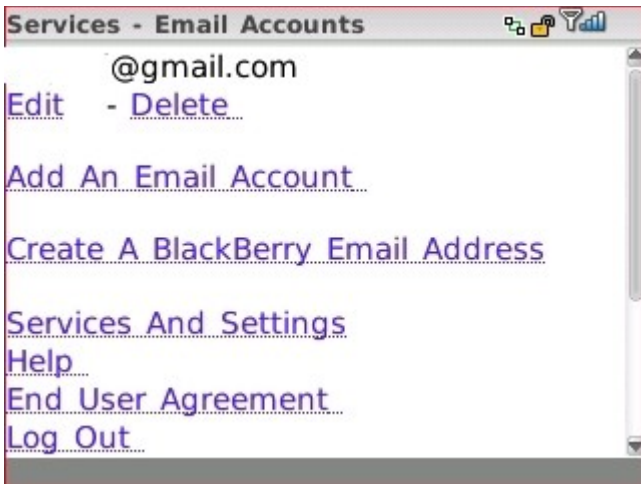 Services - Email Accounts
@gmail.com
Edit - Delete
Add An Email Account
Create A BlackBerry Email Address
Services And Settings
Help
End User Agreement
Log Out